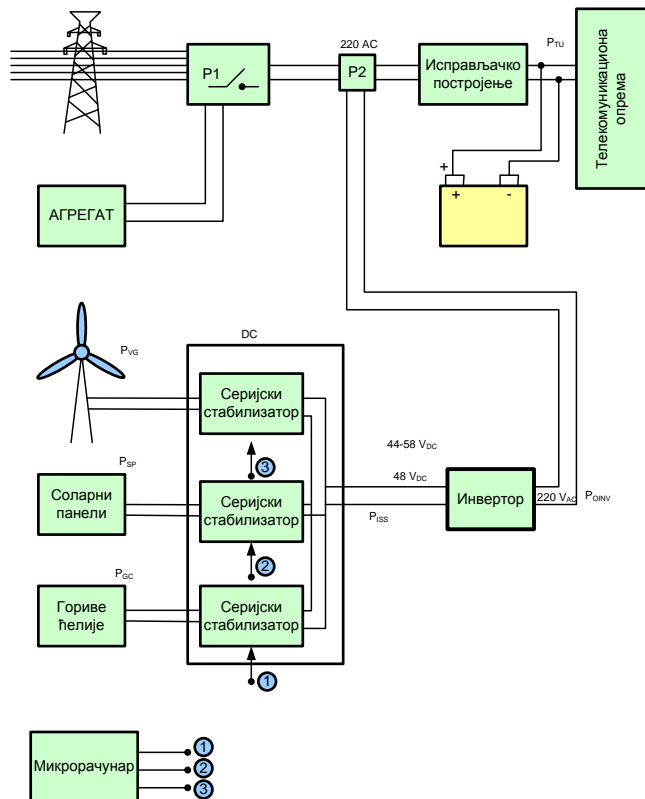 220 AC
P1
P2
Исправљачко
постројење
P_TU
Телекомуникациона
опрема
+
+
-
АГРЕГАТ
DC
P_VG
Серијски
стабилизатор
44-58 V_DC
3
P_SP
Соларни
панели
Серијски
стабилизатор
48 V_DC
Инвертор
220 V_AC
P_OINV
P_ISS
2
P_GC
Гориве
ћелије
Серијски
стабилизатор
1
Микрорачунар
1
2
3